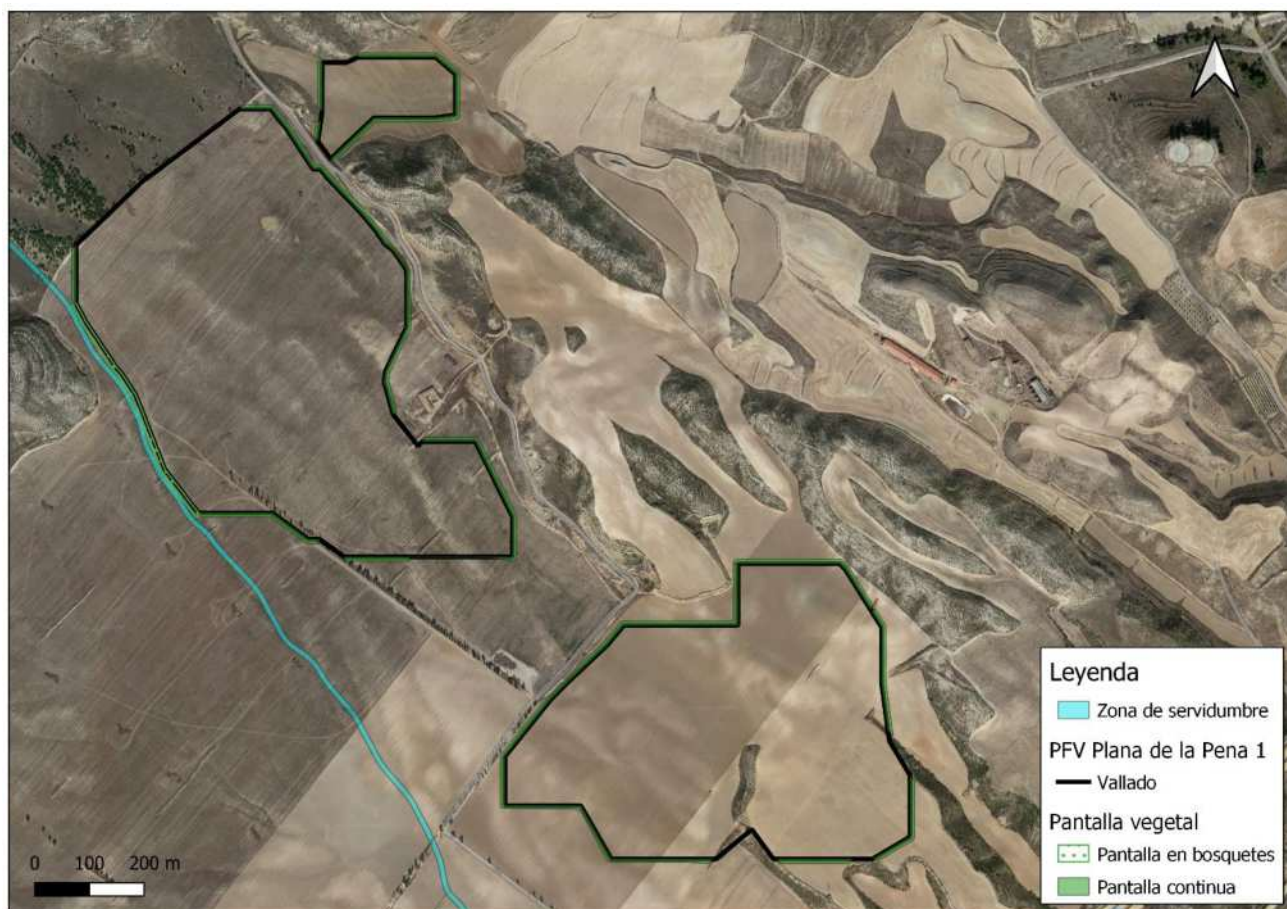 Leyenda
Zona de servidumbre
PFV Plana de la Pena 1
Vallado
Pantalla vegetal
Pantalla en bosquetes
Pantalla continua
0 100 200 m